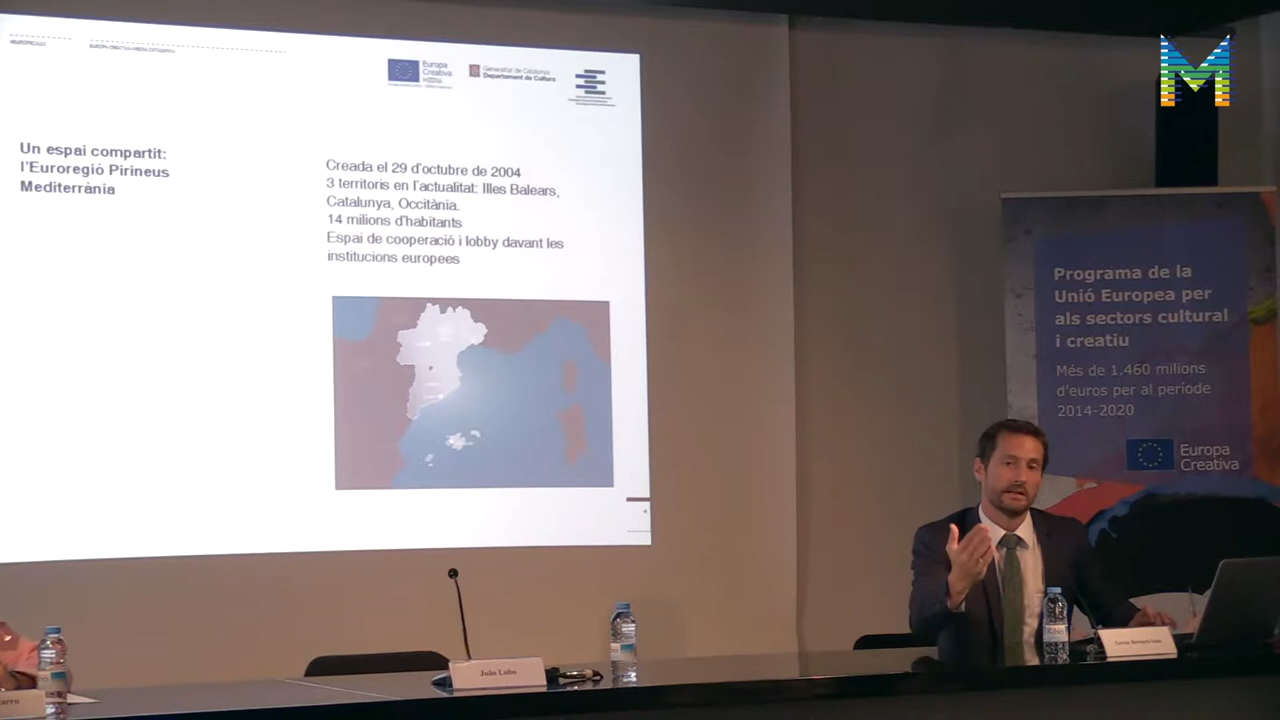 Europa
Creativa
MEDIA
Generalitat de Catalunya
Departament de Cultura
Un espai compartit:
l'Euroregió Pirineus
Mediterrània
Creada el 29 d'octubre de 2004
3 territoris en l'actualitat: Illes Balears,
Catalunya, Occitània.
14 milions d'habitants
Espai de cooperació i lobby davant les
institucions europees
M
Programa de la
Unió Europea per
als sectors cultural
i creatiu
Més de 1.460 milions
d'euros per al període
2014-2020
Europa
Creativa
João Lobo